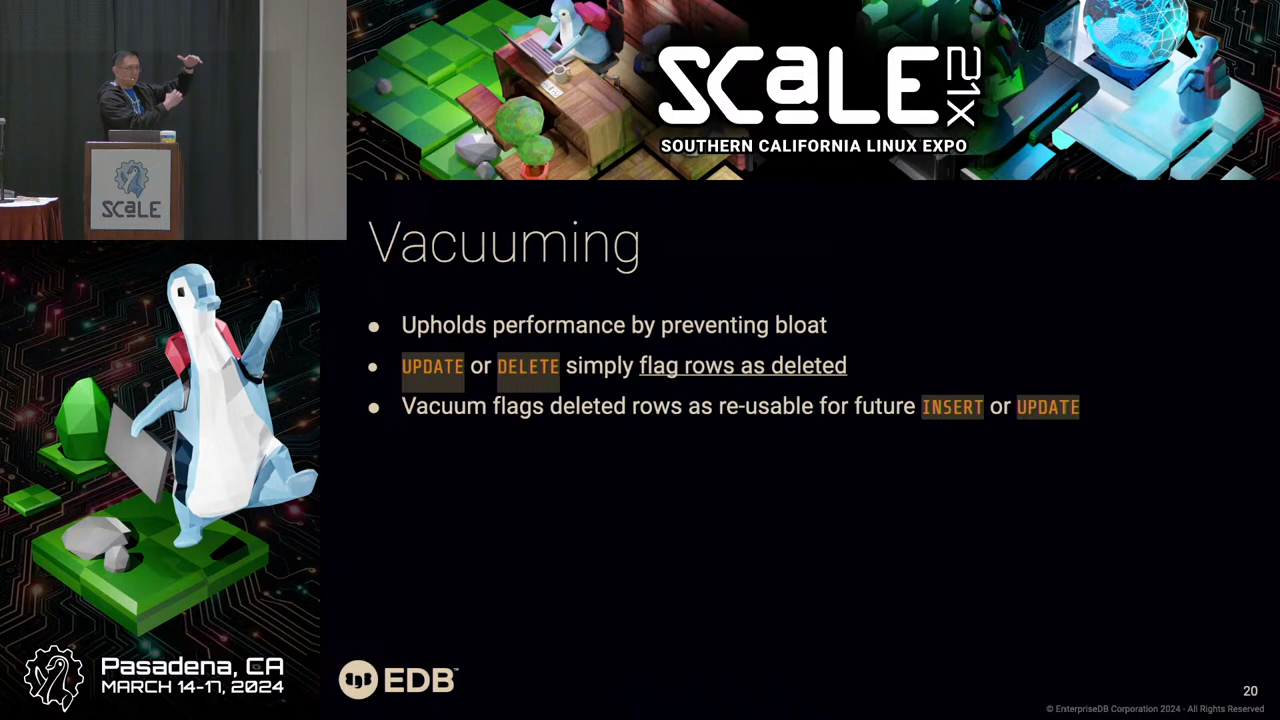 SCaLE 21X
SOUTHERN CALIFORNIA LINUX EXPO
SCaLE
Vacuuming
• Upholds performance by preventing bloat
• UPDATE or DELETE simply flag rows as deleted
• Vacuum flags deleted rows as re-usable for future INSERT or UPDATE
Pasadena, CA
MARCH 14-17, 2024
EDB™
20
© EnterpriseDB Corporation 2024 - All Rights Reserved